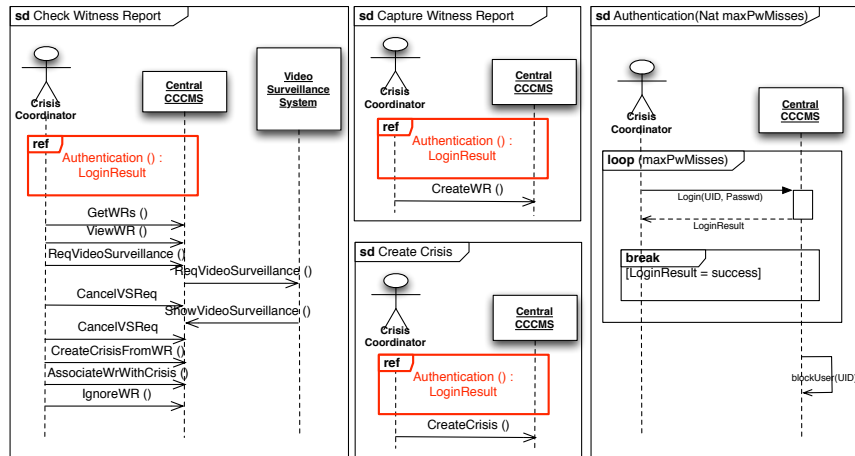 sd Check Witness Report
Crisis
Coordinator
Central
CCCMS
Video
Surveillance
System
ref
Authentication () :
LoginResult
GetWRs ()
ViewWR ()
ReqVideoSurveillance ()
ReqVideoSurveillance ()
CancelVSReq
ShowVideoSurveillance ()
CancelVSReq
CreateCrisisFromWR ()
AssociateWrWithCrisis ()
IgnoreWR ()
sd Capture Witness Report
Crisis
Coordinator
Central
CCCMS
ref
Authentication () :
LoginResult
CreateWR ()
sd Create Crisis
Crisis
Coordinator
Central
CCCMS
ref
Authentication () :
LoginResult
CreateCrisis ()
sd Authentication(Nat maxPwMisses)
Crisis
Coordinator
Central
CCCMS
loop (maxPwMisses)
Login(UID, Passwd)
LoginResult
break
[LoginResult = success]
blockUser(UID)